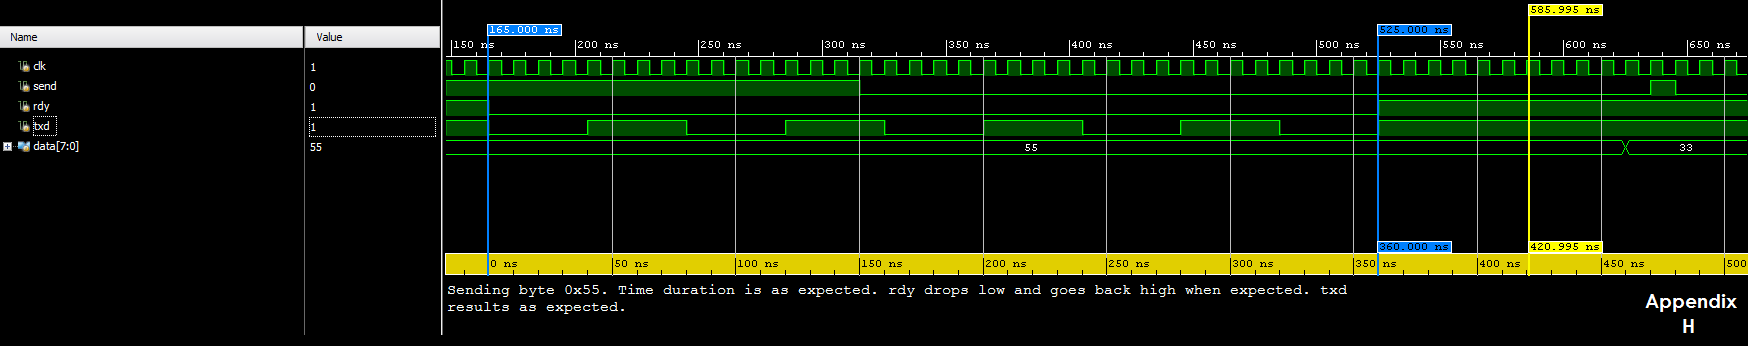 585.995 ns
165.000 ns 525.000 ns
Name Value
150 ns 200 ns 250 ns 300 ns 350 ns 400 ns 450 ns 500 ns 550 ns 600 ns 650 ns
clk 1
send 0
rdy 1
txd 1
data[7:0] 55 55 33
360.000 ns 420.995 ns
0 ns 50 ns 100 ns 150 ns 200 ns 250 ns 300 ns 350 ns 400 ns 450 ns 500
Sending byte 0x55. Time duration is as expected. rdy drops low and goes back high when expected. txd
results as expected.
Appendix
H